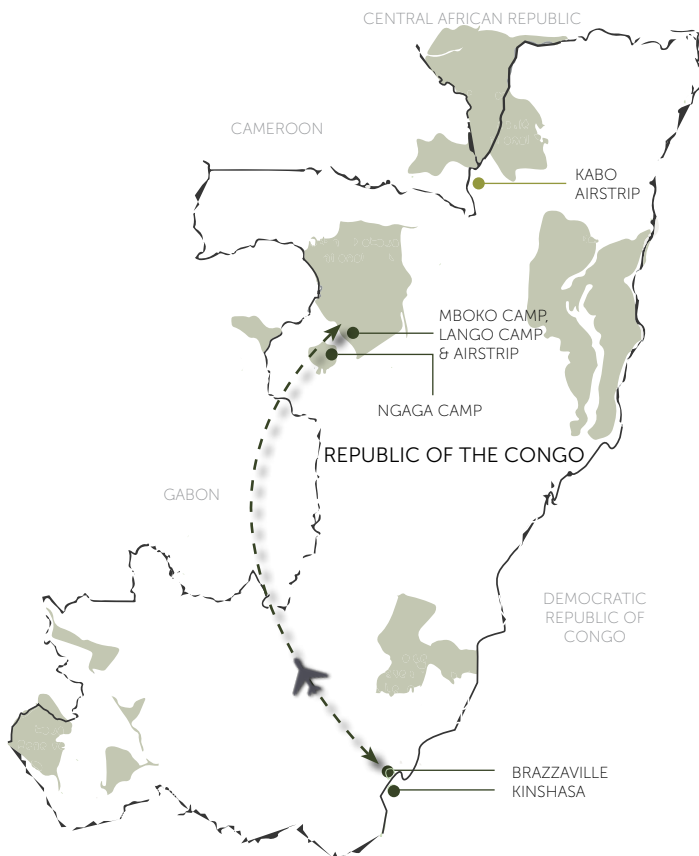 CENTRAL AFRICAN REPUBLIC
CAMEROON
KABO
AIRSTRIP
MBOKO CAMP,
LANGO CAMP
& AIRSTRIP
NGAGA CAMP
REPUBLIC OF THE CONGO
GABON
DEMOCRATIC
REPUBLIC OF
CONGO
BRAZZAVILLE
KINSHASA